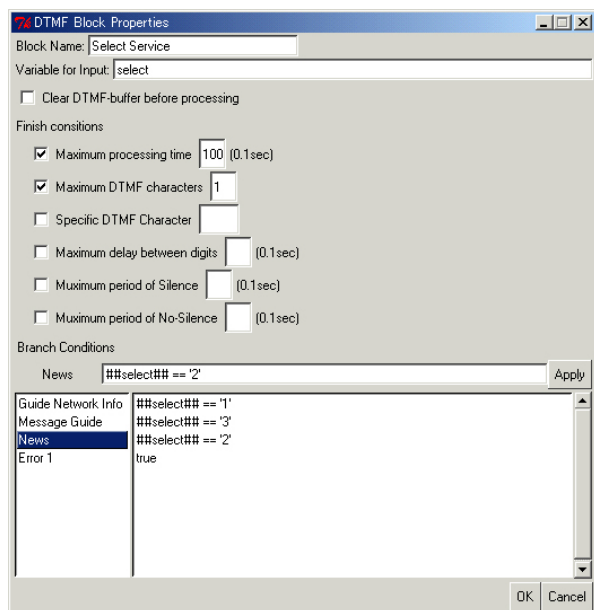 DTMF Block Properties
Block Name: Select Service
Variable for Input: select
Clear DTMF-buffer before processing
Finish consitions
Maximum processing time 100 (0.1sec)
Maximum DTMF characters 1
Specific DTMF Character
Maximum delay between digits (0.1sec)
Muximum period of Silence (0.1sec)
Muximum period of No-Silence (0.1sec)
Branch Conditions
News ##select## == '2' Apply
Guide Network Info ##select## == '1'
Message Guide ##select## == '3'
News ##select## == '2'
Error 1 true
OK Cancel